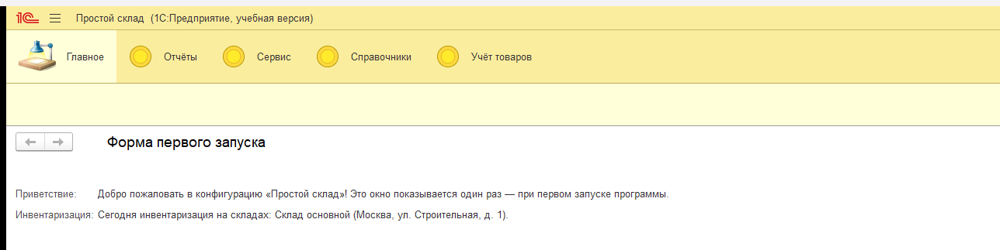 1С Простой склад (1С:Предприятие, учебная версия)
Главное Отчёты Сервис Справочники Учёт товаров
Форма первого запуска
Приветствие: Добро пожаловать в конфигурацию «Простой склад»! Это окно показывается один раз — при первом запуске программы.
Инвентаризация: Сегодня инвентаризация на складах: Склад основной (Москва, ул. Строительная, д. 1).